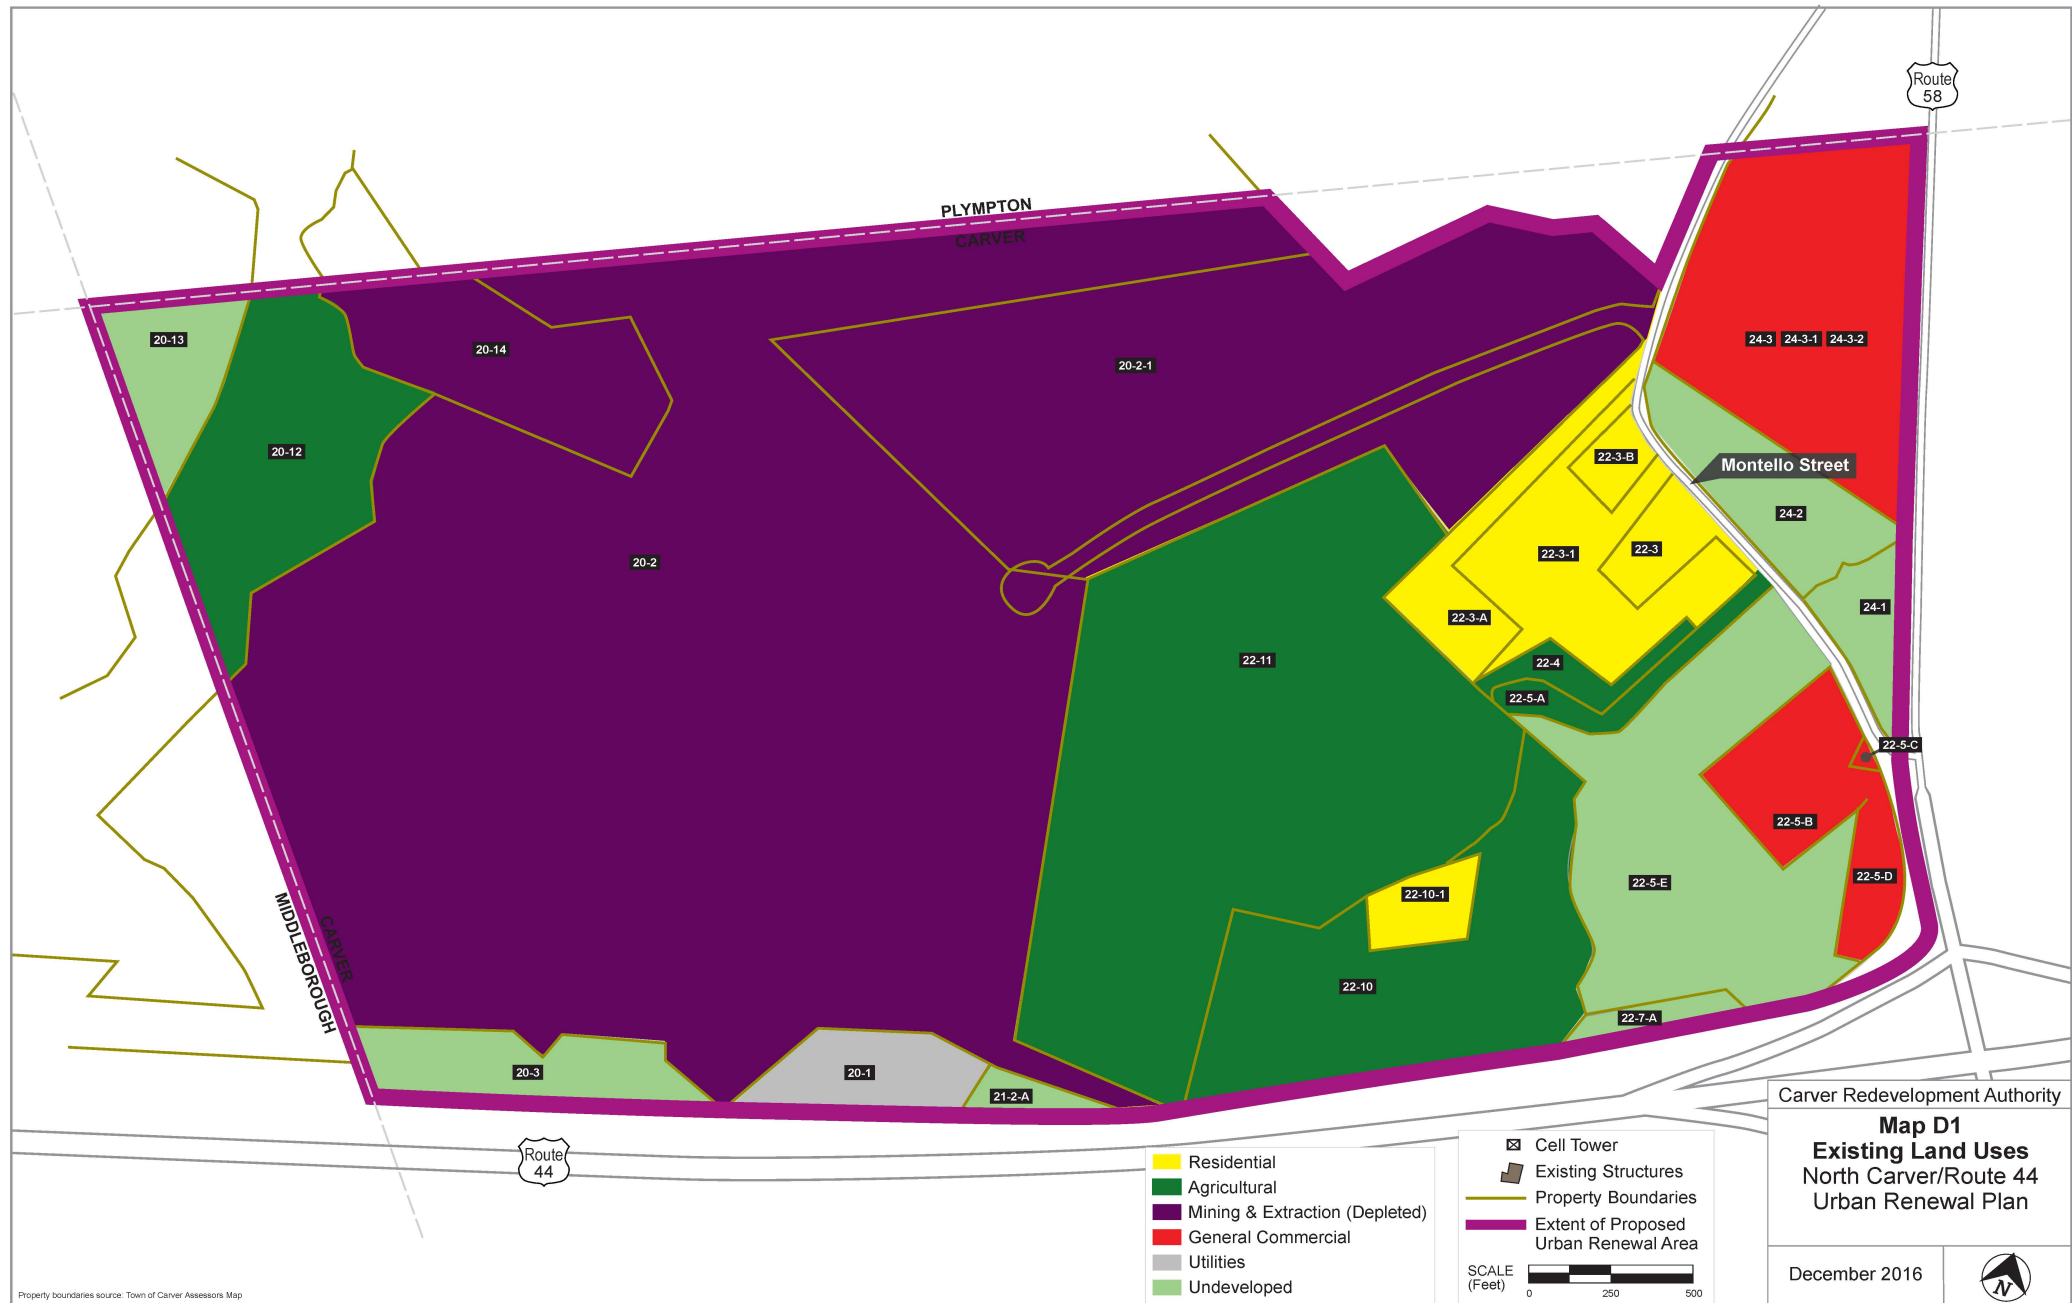 Route
58
PLYMPTON
CARVER
20-13
20-14
20-2-1
24-3 24-3-1 24-3-2
20-12
22-3-B
Montello Street
24-2
20-2
22-3-1
22-3
24-1
22-3-A
22-11
22-4
22-5-A
22-5-C
22-5-B
22-5-E
22-5-D
22-10-1
CARVER
MIDDLEBOROUGH
22-10
22-7-A
20-3
20-1
21-2-A
Route
44
Residential
Agricultural
Mining & Extraction (Depleted)
General Commercial
Utilities
Undeveloped
Cell Tower
Existing Structures
Property Boundaries
Extent of Proposed
Urban Renewal Area
SCALE
(Feet)
0 250 500
Carver Redevelopment Authority
Map D1
Existing Land Uses
North Carver/Route 44
Urban Renewal Plan
December 2016
N
Property boundaries source: Town of Carver Assessors Map